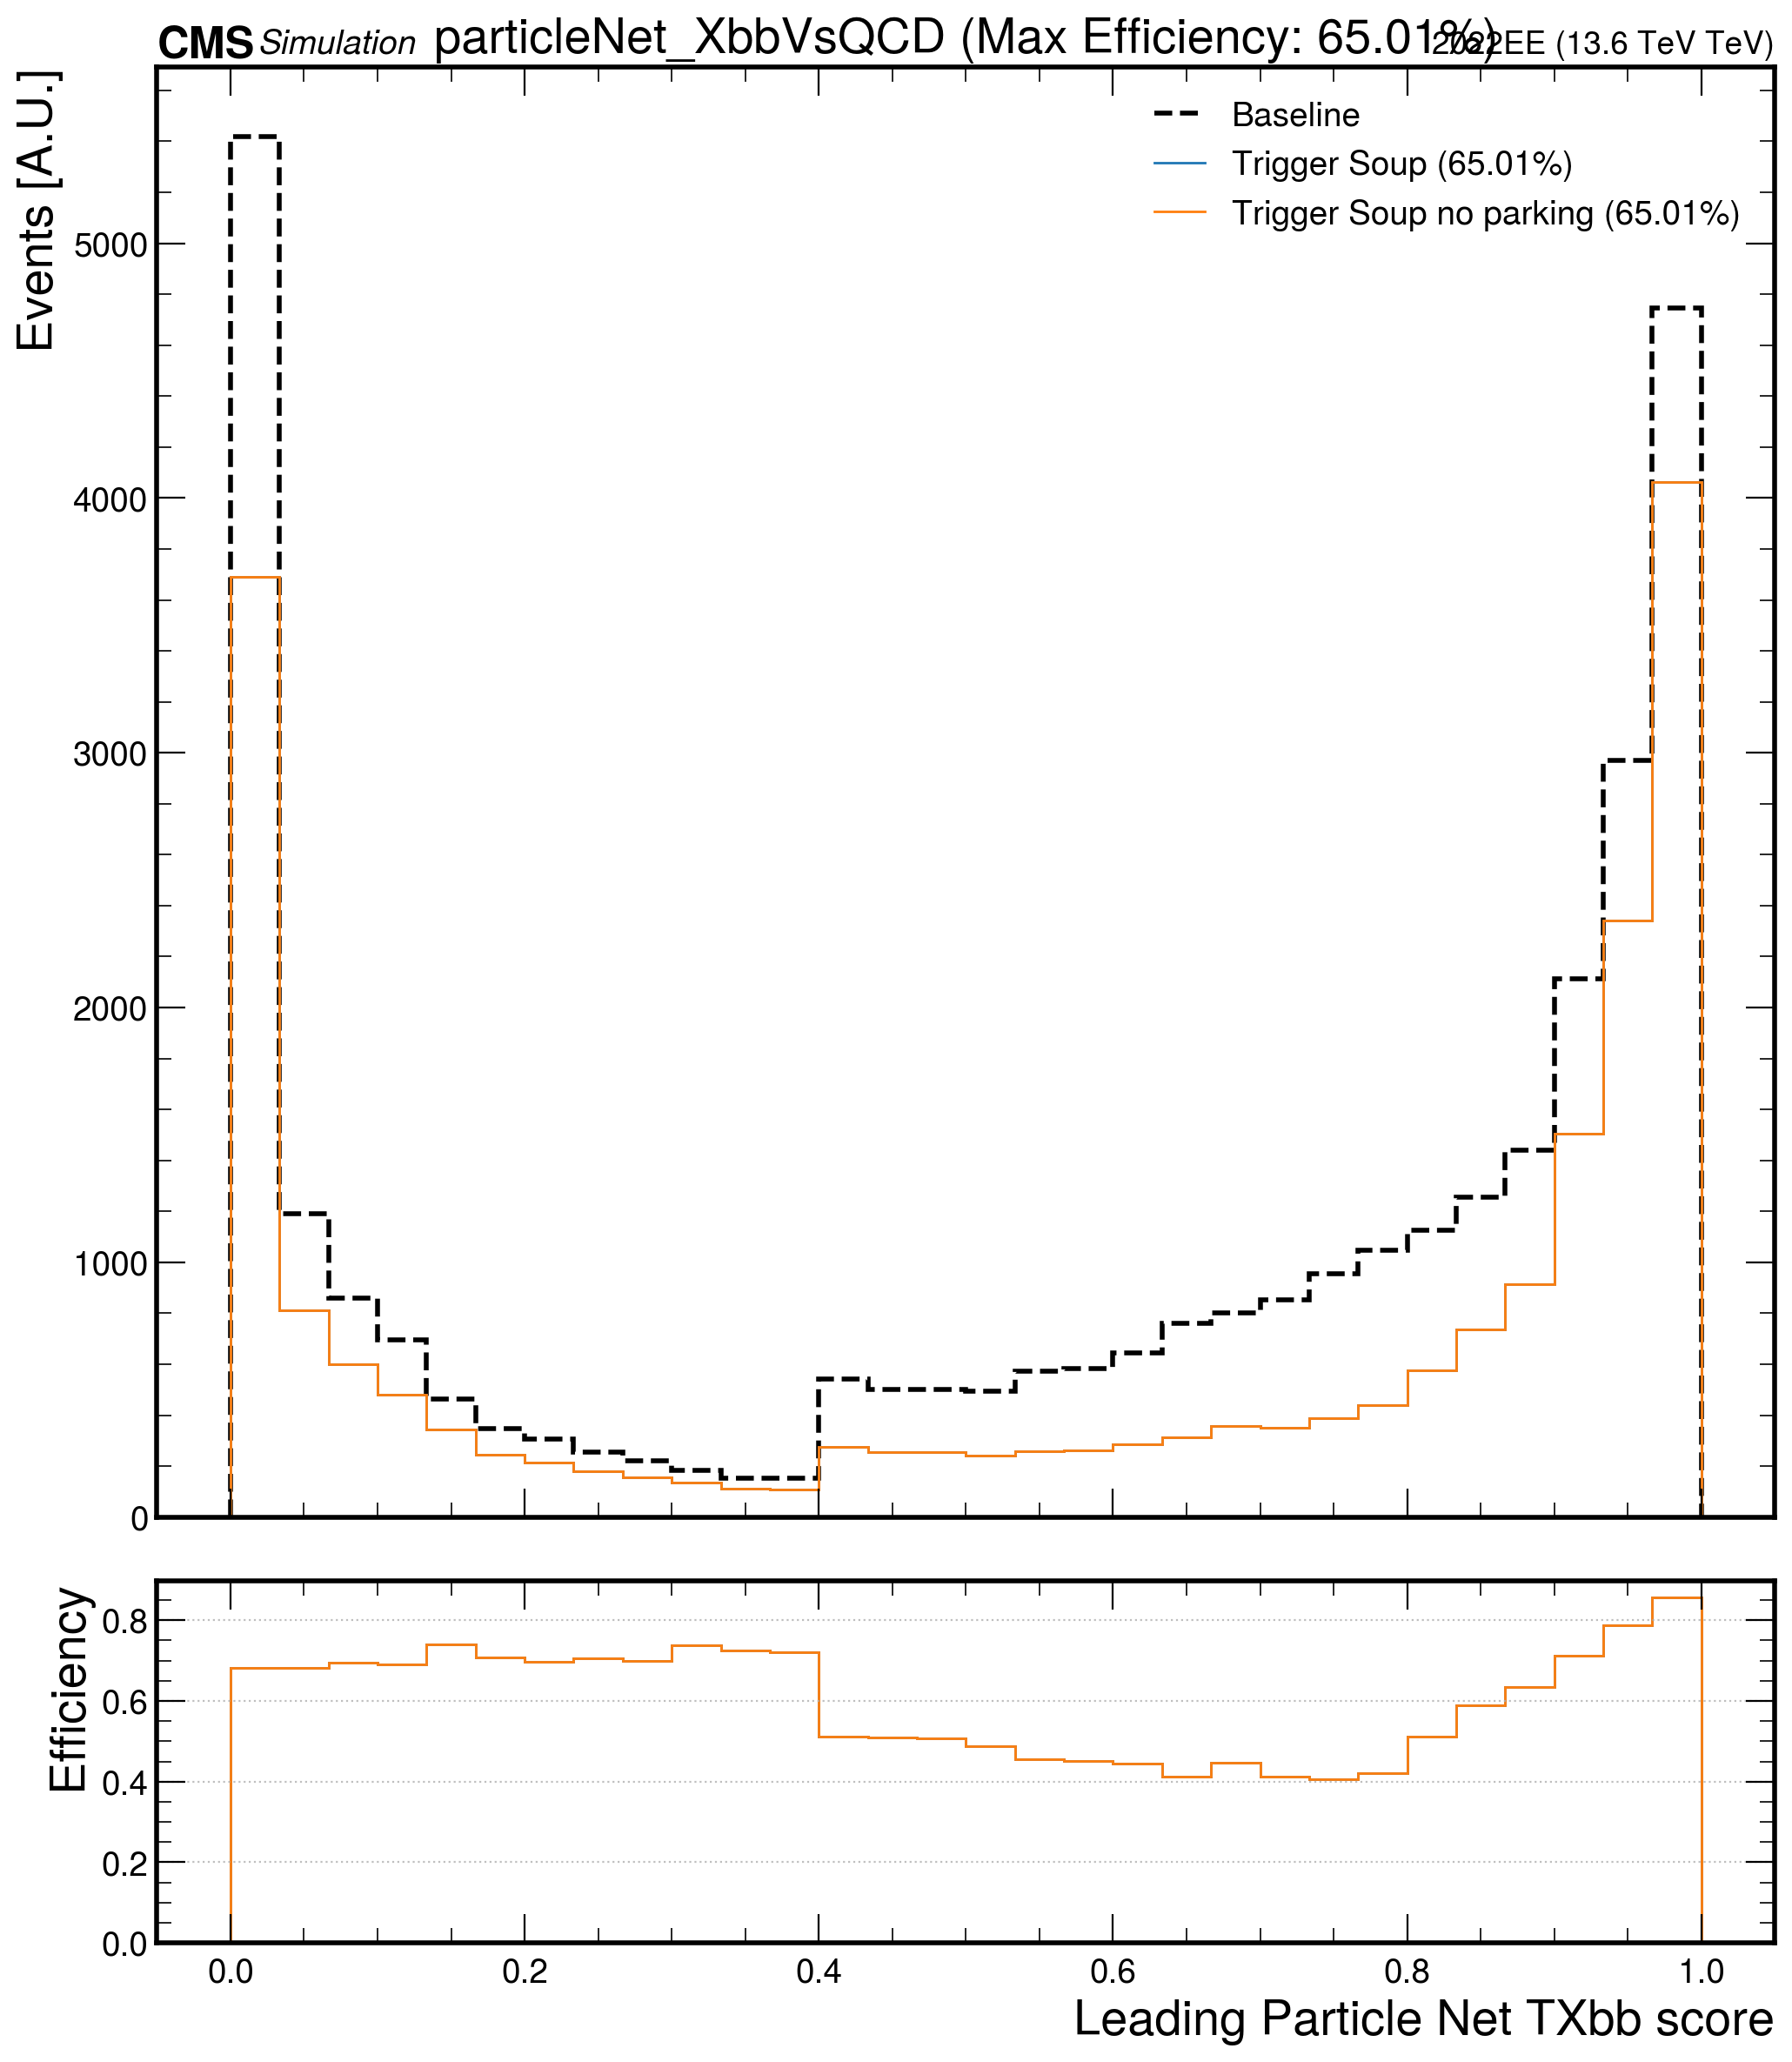 CMS Simulation particleNet_XbbVsQCD (Max Efficiency: 65.01%) 2022EE (13.6 TeV TeV)
Events [A.U.]
Baseline
Trigger Soup (65.01%)
Trigger Soup no parking (65.01%)
5000
4000
3000
2000
1000
0
Efficiency
0.8
0.6
0.4
0.2
0.0
0.0 0.2 0.4 0.6 0.8 1.0
Leading Particle Net TXbb score